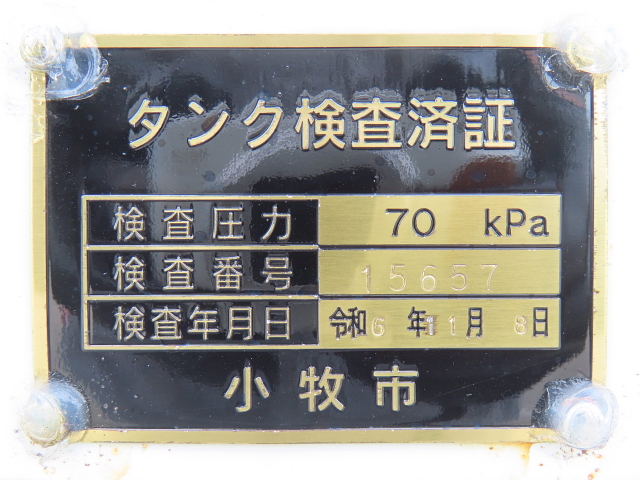 タンク検査済証
検査圧力 70 kPa
検査番号 15657
検査年月日 令和6年11月8日
小牧市